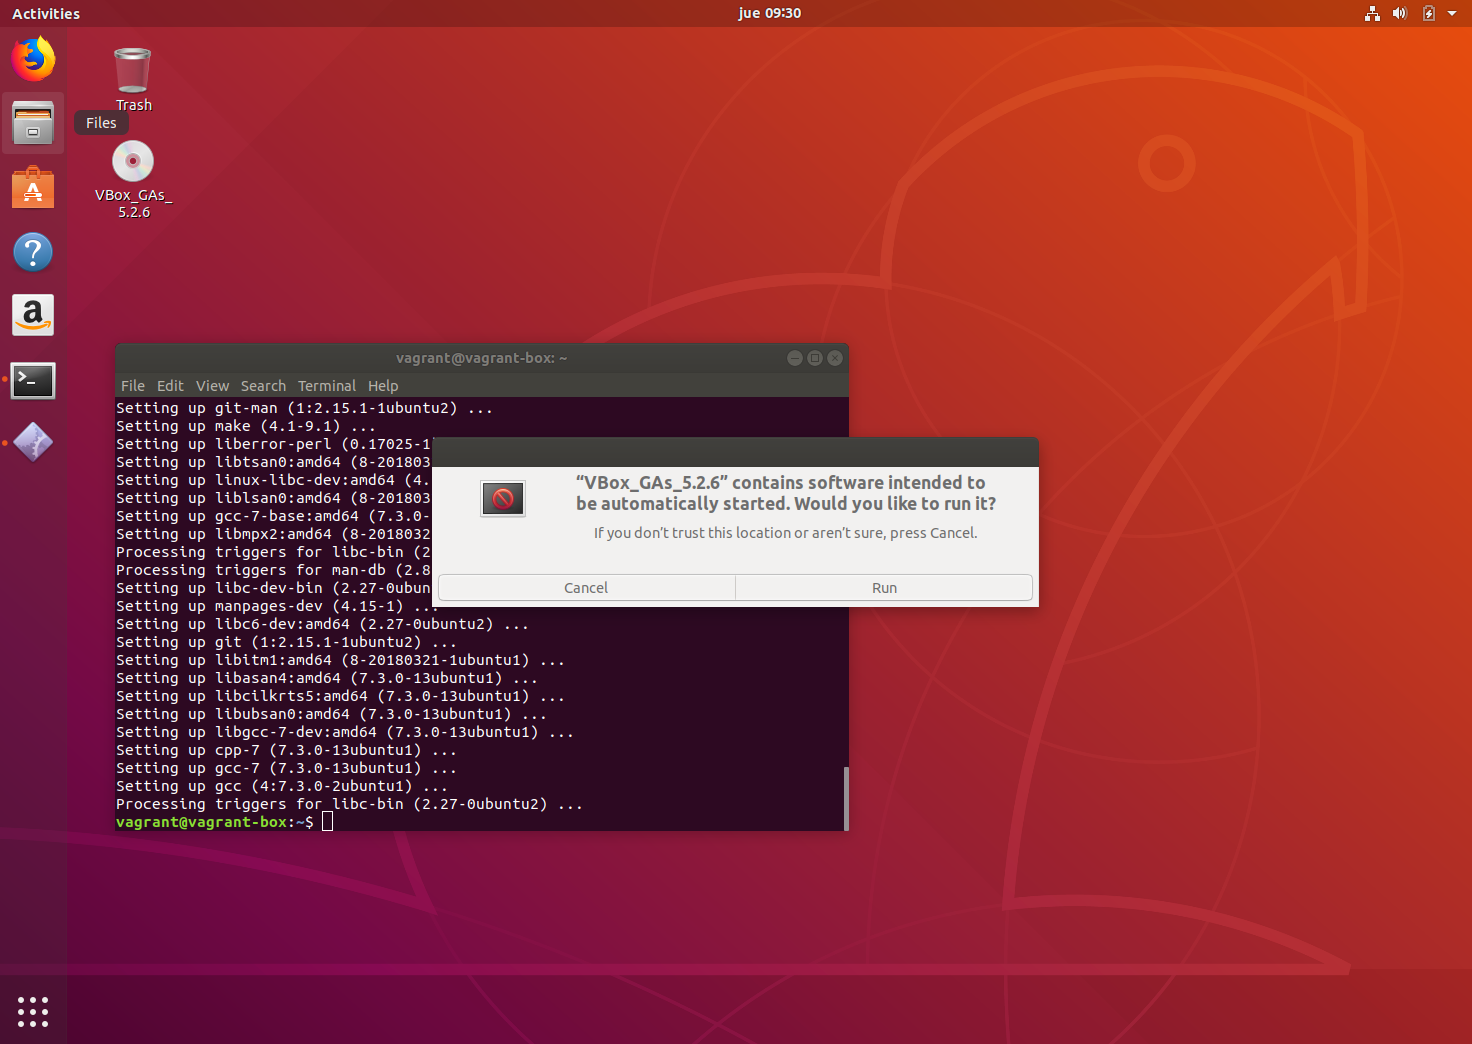 Activities
jue 09:30
Trash
Files
VBox_GAs_
5.2.6
vagrant@vagrant-box: ~
File Edit View Search Terminal Help
Setting up git-man (1:2.15.1-1ubuntu2) ...
Setting up make (4.1-9.1) ...
Setting up liberror-perl (0.17025-1
Setting up libtsan0:amd64 (8-201803
Setting up linux-libc-dev:amd64 (4.
Setting up liblsan0:amd64 (8-201803
Setting up gcc-7-base:amd64 (7.3.0-
Setting up libmpx2:amd64 (8-2018032
Processing triggers for libc-bin (2
Processing triggers for man-db (2.8
Setting up libc-dev-bin (2.27-0ubun
Setting up manpages-dev (4.15-1) ...
Setting up libc6-dev:amd64 (2.27-0ubuntu2) ...
Setting up git (1:2.15.1-1ubuntu2) ...
Setting up libitm1:amd64 (8-20180321-1ubuntu1) ...
Setting up libasan4:amd64 (7.3.0-13ubuntu1) ...
Setting up libcilkrts5:amd64 (7.3.0-13ubuntu1) ...
Setting up libubsan0:amd64 (7.3.0-13ubuntu1) ...
Setting up libgcc-7-dev:amd64 (7.3.0-13ubuntu1) ...
Setting up cpp-7 (7.3.0-13ubuntu1) ...
Setting up gcc-7 (7.3.0-13ubuntu1) ...
Setting up gcc (4:7.3.0-2ubuntu1) ...
Processing triggers for libc-bin (2.27-0ubuntu2) ...
vagrant@vagrant-box:~$
“VBox_GAs_5.2.6” contains software intended to
be automatically started. Would you like to run it?
If you don’t trust this location or aren’t sure, press Cancel.
Cancel
Run